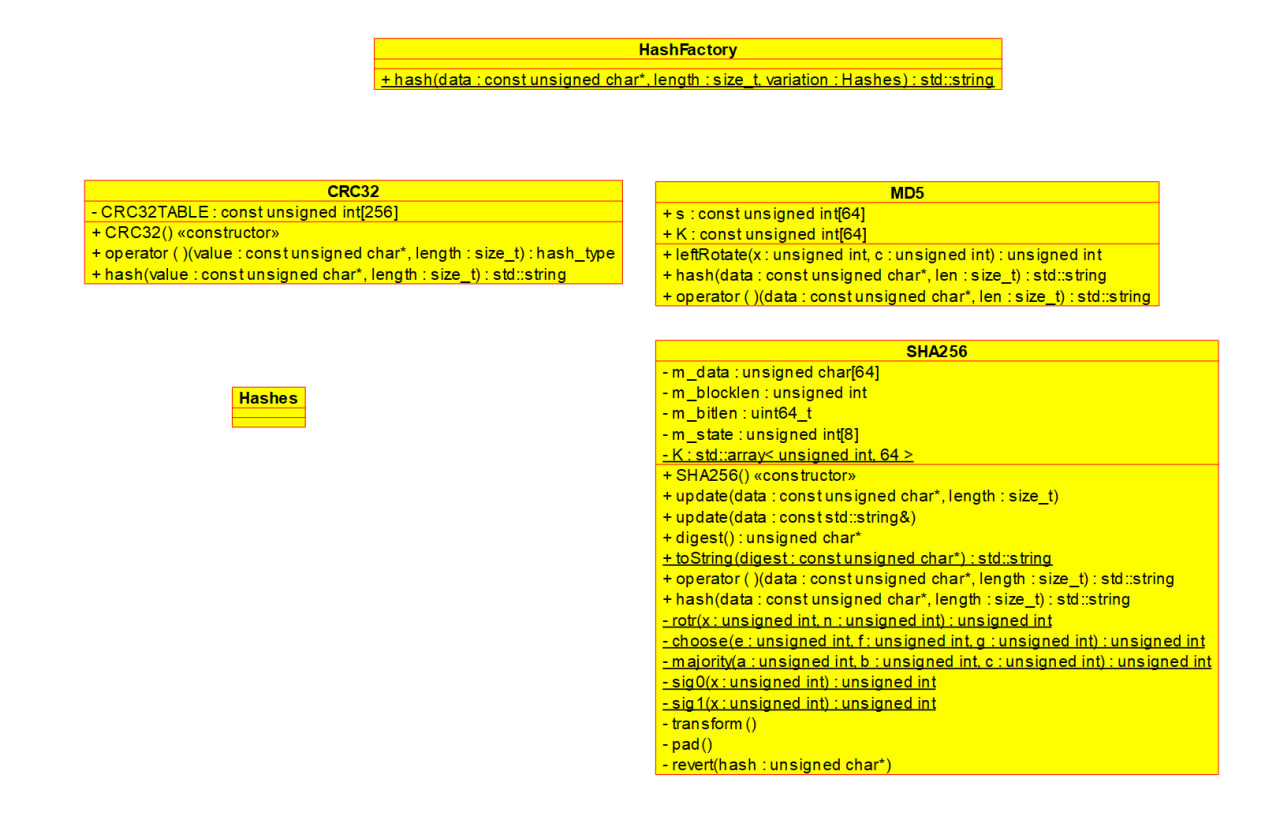 HashFactory
+ hash(data : const unsigned char*, length : size_t, variation : Hashes) : std::string
CRC32
- CRC32TABLE : const unsigned int[256]
+ CRC32() «constructor»
+ operator ( )(value : const unsigned char*, length : size_t) : hash_type
+ hash(value : const unsigned char*, length : size_t) : std::string
MD5
+ s : const unsigned int[64]
+ K : const unsigned int[64]
+ leftRotate(x : unsigned int, c : unsigned int) : unsigned int
+ hash(data : const unsigned char*, len : size_t) : std::string
+ operator ( )(data : const unsigned char*, len : size_t) : std::string
Hashes
SHA256
- m_data : unsigned char[64]
- m_blocklen : unsigned int
- m_bitlen : uint64_t
- m_state : unsigned int[8]
- K : std::array< unsigned int, 64 >
+ SHA256() «constructor»
+ update(data : const unsigned char*, length : size_t)
+ update(data : const std::string&)
+ digest() : unsigned char*
+ toString(digest : const unsigned char*) : std::string
+ operator ( )(data : const unsigned char*, length : size_t) : std::string
+ hash(data : const unsigned char*, length : size_t) : std::string
- rotr(x : unsigned int, n : unsigned int) : unsigned int
- choose(e : unsigned int, f : unsigned int, g : unsigned int) : unsigned int
- majority(a : unsigned int, b : unsigned int, c : unsigned int) : unsigned int
- sig0(x : unsigned int) : unsigned int
- sig1(x : unsigned int) : unsigned int
- transform()
- pad()
- revert(hash : unsigned char*)